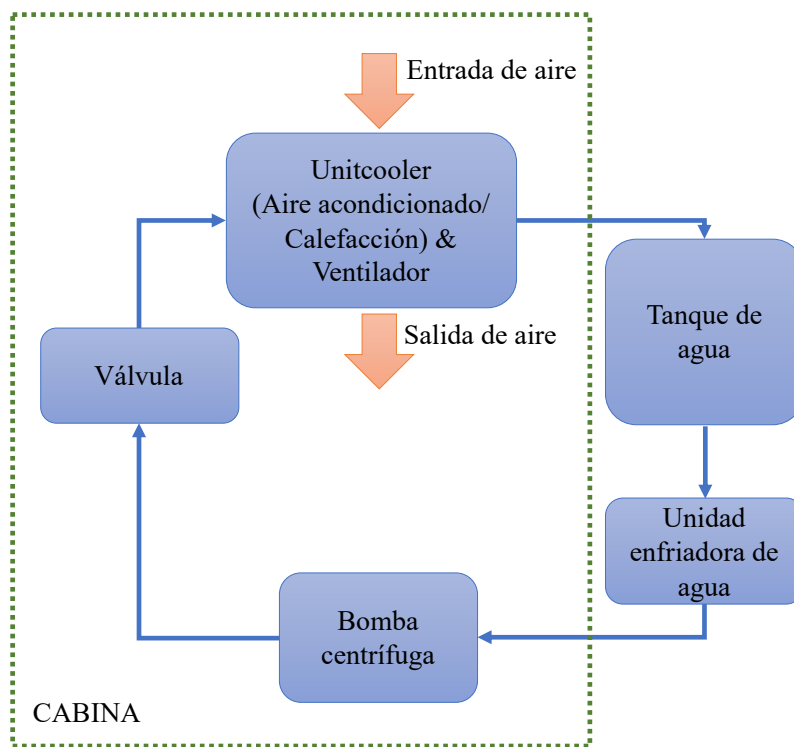 Entrada de aire
Unitcooler
(Aire acondicionado/
Calefacción) &
Ventilador
Salida de aire
Tanque de
agua
Válvula
Unidad
enfriadora de
agua
Bomba
centrífuga
CABINA